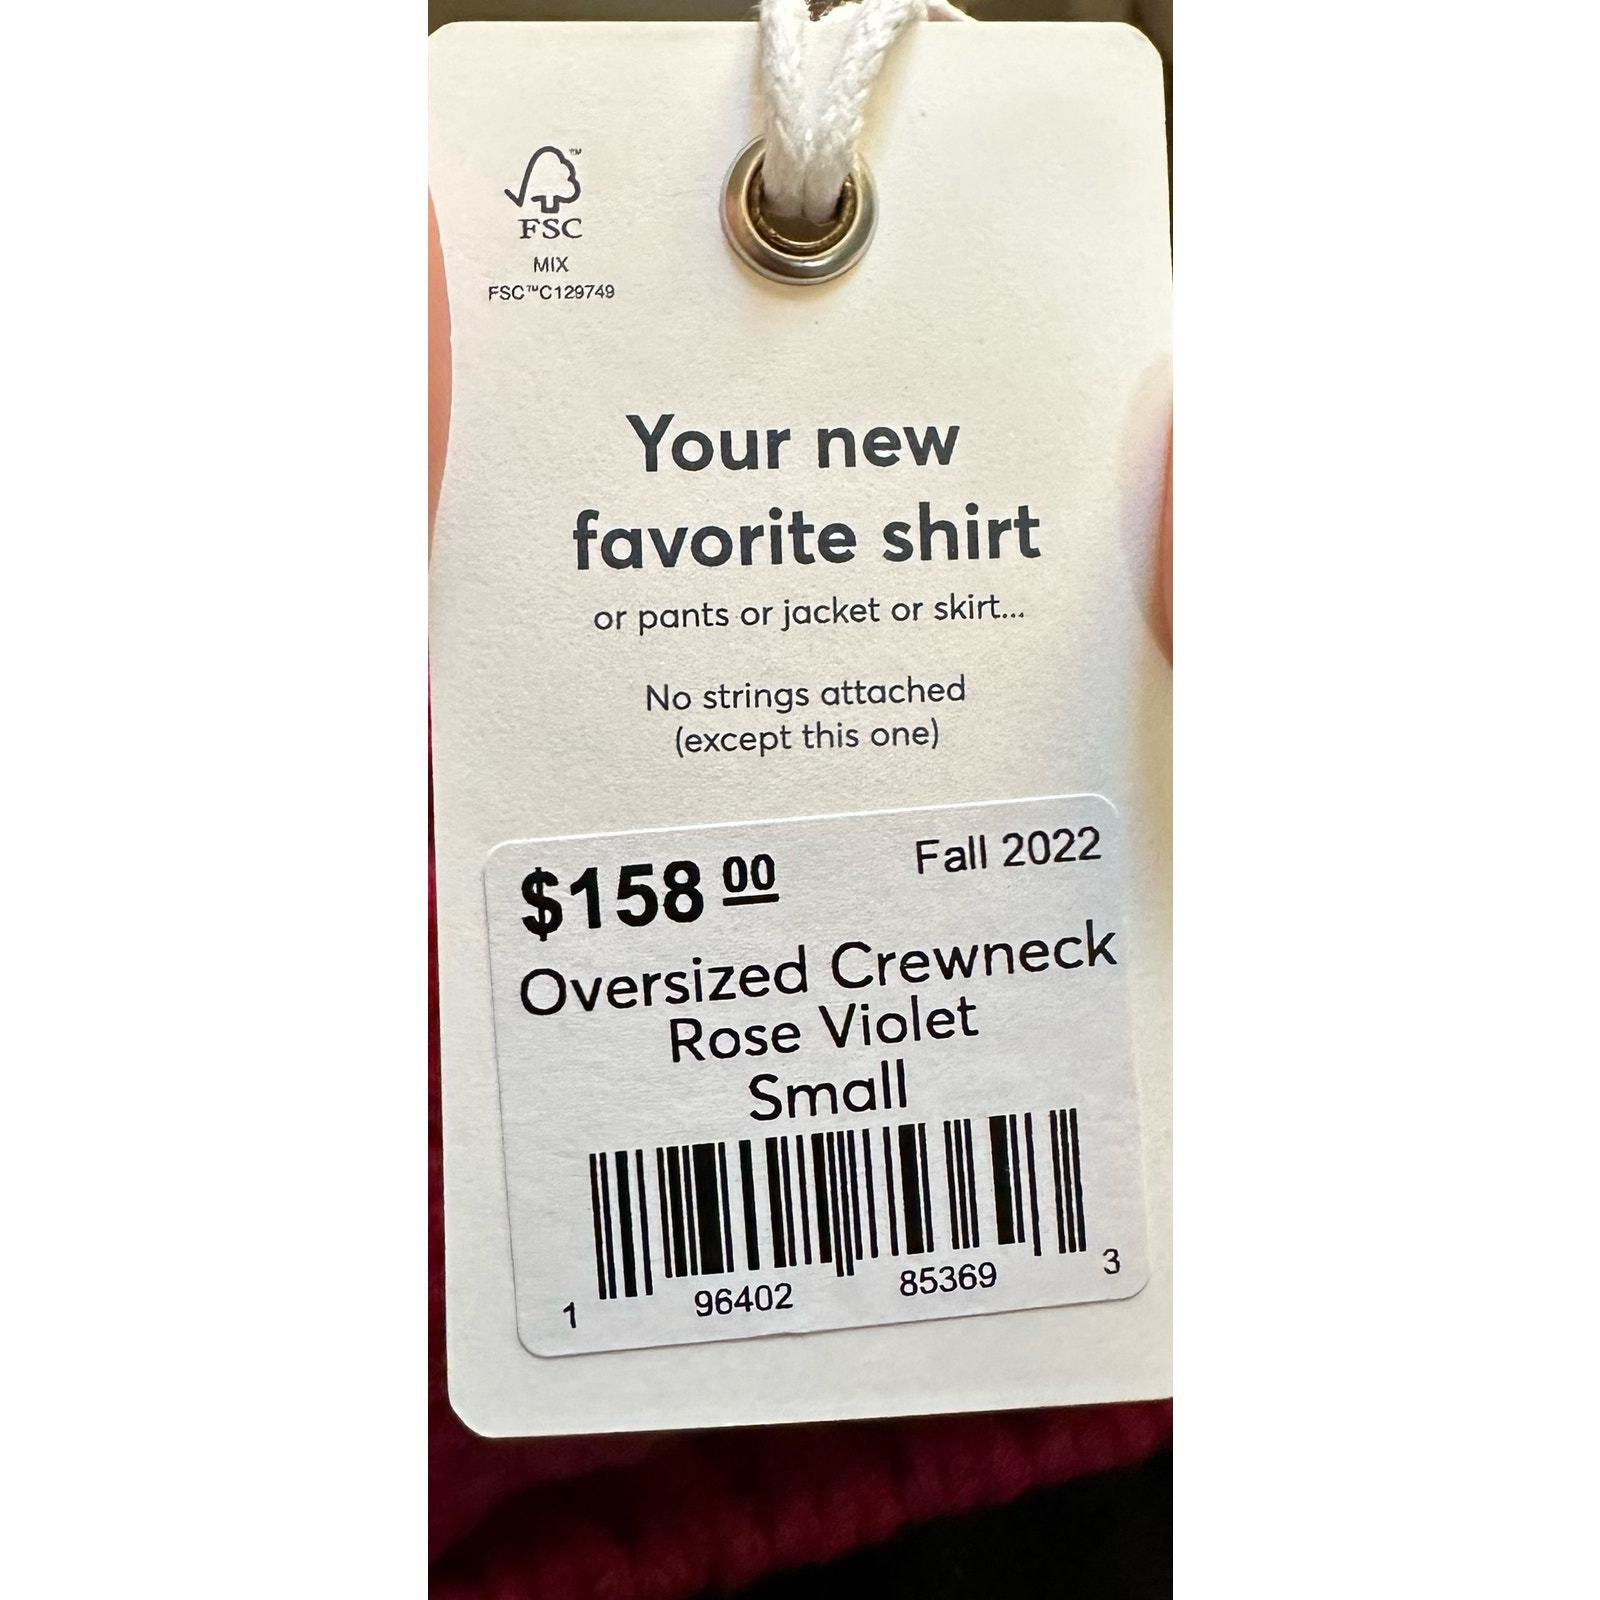 ™
FSC
MIX
FSC™C129749
Your new
favorite shirt
or pants or jacket or skirt...
No strings attached
(except this one)
$158 00
Fall 2022
Oversized Crewneck
Rose Violet
Small
1 96402 85369 3